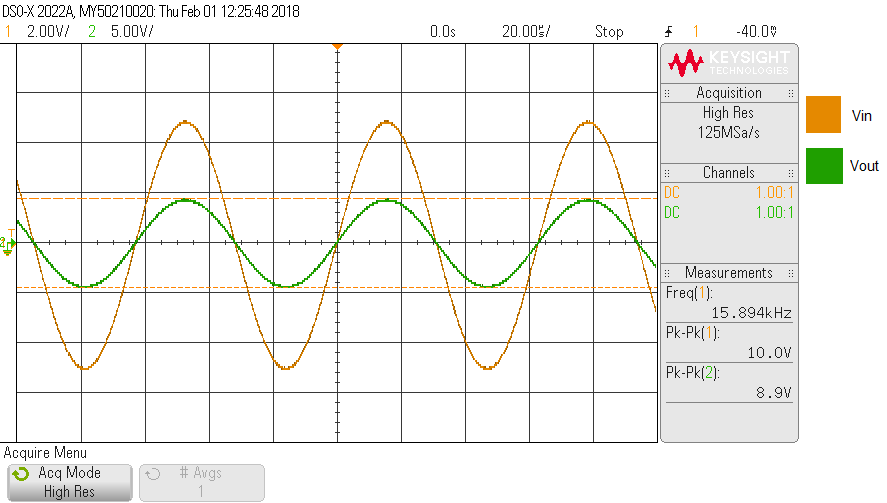 DSO-X 2022A, MY50210020: Thu Feb 01 12:25:48 2018
1 2.00V/ 2 5.00V/ 0.0s 20.00us/ Stop 1 -40.0mV
KEYSIGHT
TECHNOLOGIES
Acquisition
High Res
125MSa/s
Channels
DC 1.00:1
DC 1.00:1
Measurements
Freq(1):
15.894kHz
Pk-Pk(1):
10.0V
Pk-Pk(2):
8.9V
Vin
Vout
T
2
Acquire Menu
Acq Mode
High Res
# Avgs
1